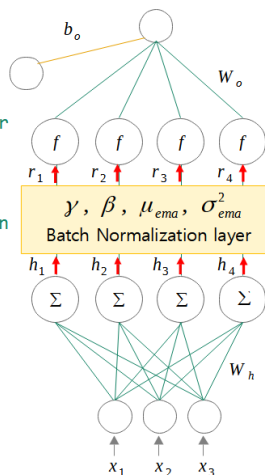 b_o
W_o
r
f f f f
r_1 r_2 r_3 r_4
γ , β , μ_ema , σ²_ema
n
Batch Normalization layer
h_1 h_2 h_3 h_4
Σ Σ Σ Σ
W_h
x_1 x_2 x_3